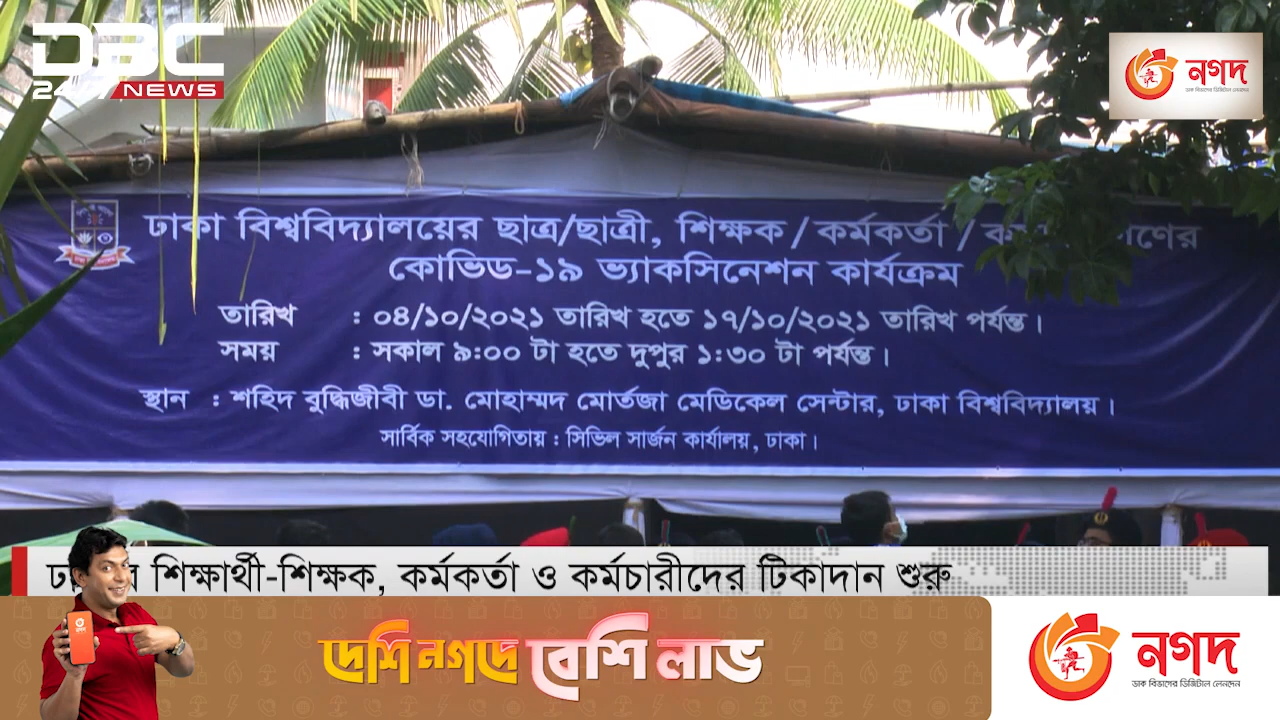 DBC
24/7 NEWS
নগদ
ডাক বিভাগের ডিজিটাল লেনদেন
ঢাকা বিশ্ববিদ্যালয়ের ছাত্র/ছাত্রী, শিক্ষক / কর্মকর্তা /
কোভিড-১৯ ভ্যাকসিনেশন কার্যক্রম
তারিখ : ০৪/১০/২০২১ তারিখ হতে ১৭/১০/২০২১ তারিখ পর্যন্ত।
সময় : সকাল ৯:০০ টা হতে দুপুর ১:৩০ টা পর্যন্ত।
স্থান : শহিদ বুদ্ধিজীবী ডা. মোহাম্মদ মোর্তজা মেডিকেল সেন্টার, ঢাকা বিশ্ববিদ্যালয়।
সার্বিক সহযোগিতায় : সিভিল সার্জন কার্যালয়, ঢাকা।
শিক্ষার্থী-শিক্ষক, কর্মকর্তা ও কর্মচারীদের টিকাদান শুরু
দেশি নগদে বেশি লাভ
নগদ
ডাক বিভাগের ডিজিটাল লেনদেন